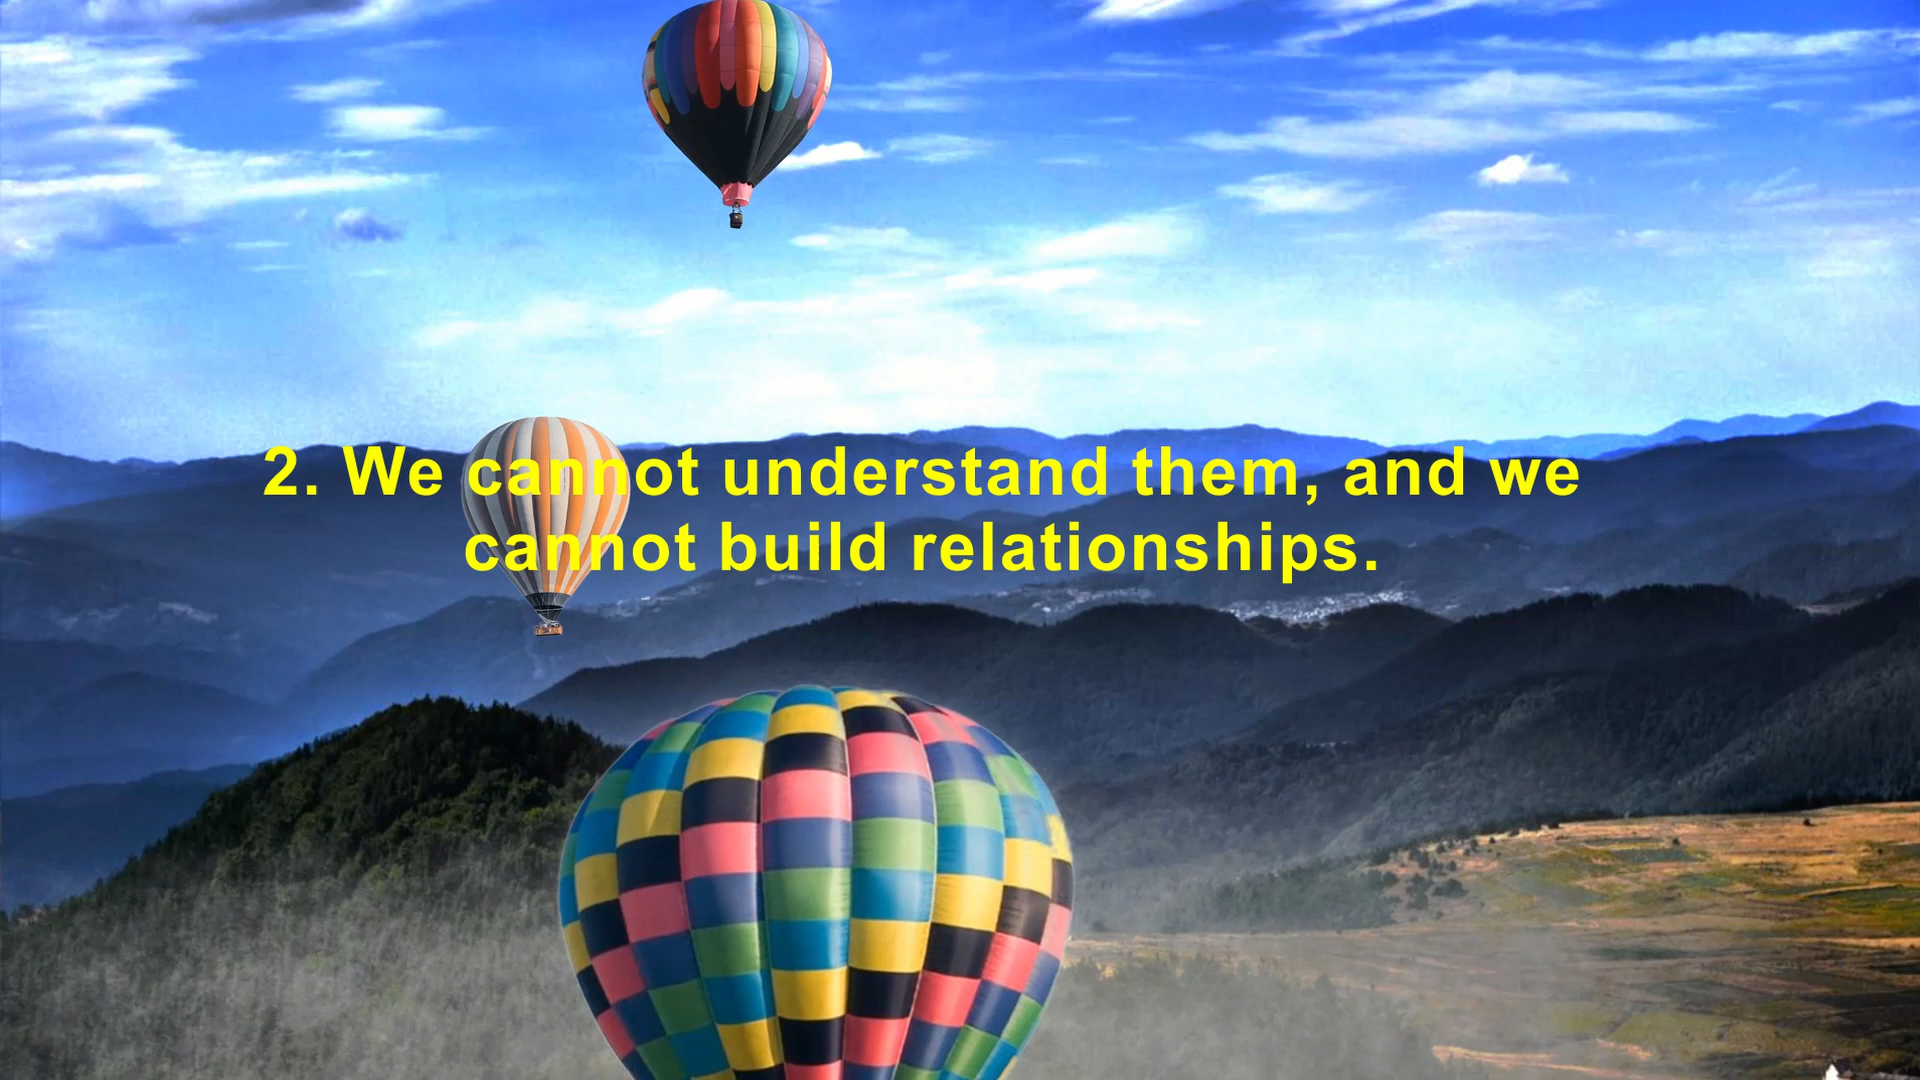 2. We cannot understand them, and we
cannot build relationships.